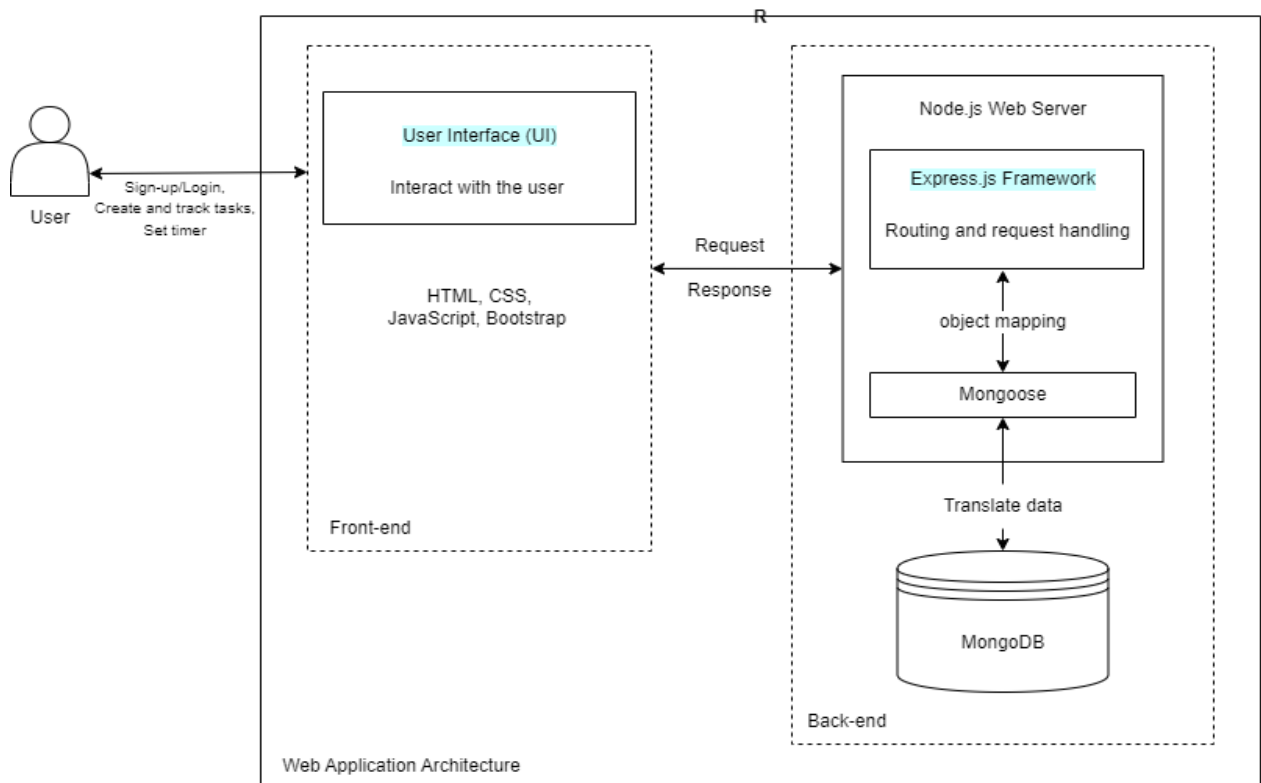 R
User Interface (UI)
Interact with the user
HTML, CSS,
JavaScript, Bootstrap
Front-end
User
Sign-up/Login,
Create and track tasks,
Set timer
Request
Response
Node.js Web Server
Express.js Framework
Routing and request handling
object mapping
Mongoose
Translate data
MongoDB
Back-end
Web Application Architecture